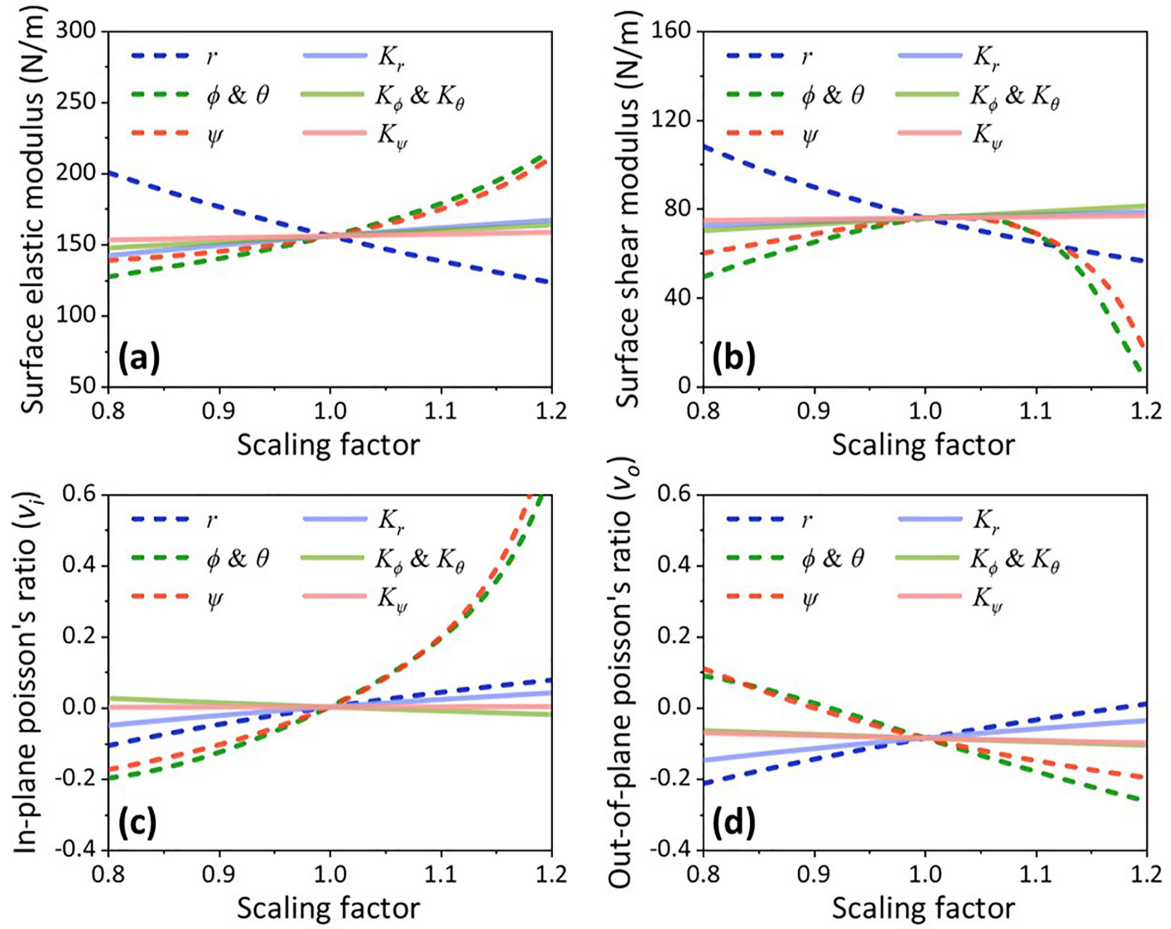 Surface elastic modulus (N/m)
300
250
200
150
100
50
r
ϕ & θ
ψ
K_r
K_ϕ & K_θ
K_ψ
(a)
0.8 0.9 1.0 1.1 1.2
Scaling factor
Surface shear modulus (N/m)
160
120
80
40
0
r
ϕ & θ
ψ
K_r
K_ϕ & K_θ
K_ψ
(b)
0.8 0.9 1.0 1.1 1.2
Scaling factor
In-plane poisson's ratio (ν_i)
0.6
0.4
0.2
0.0
-0.2
-0.4
r
ϕ & θ
ψ
K_r
K_ϕ & K_θ
K_ψ
(c)
0.8 0.9 1.0 1.1 1.2
Scaling factor
Out-of-plane poisson's ratio (ν_o)
0.6
0.4
0.2
0.0
-0.2
-0.4
r
ϕ & θ
ψ
K_r
K_ϕ & K_θ
K_ψ
(d)
0.8 0.9 1.0 1.1 1.2
Scaling factor